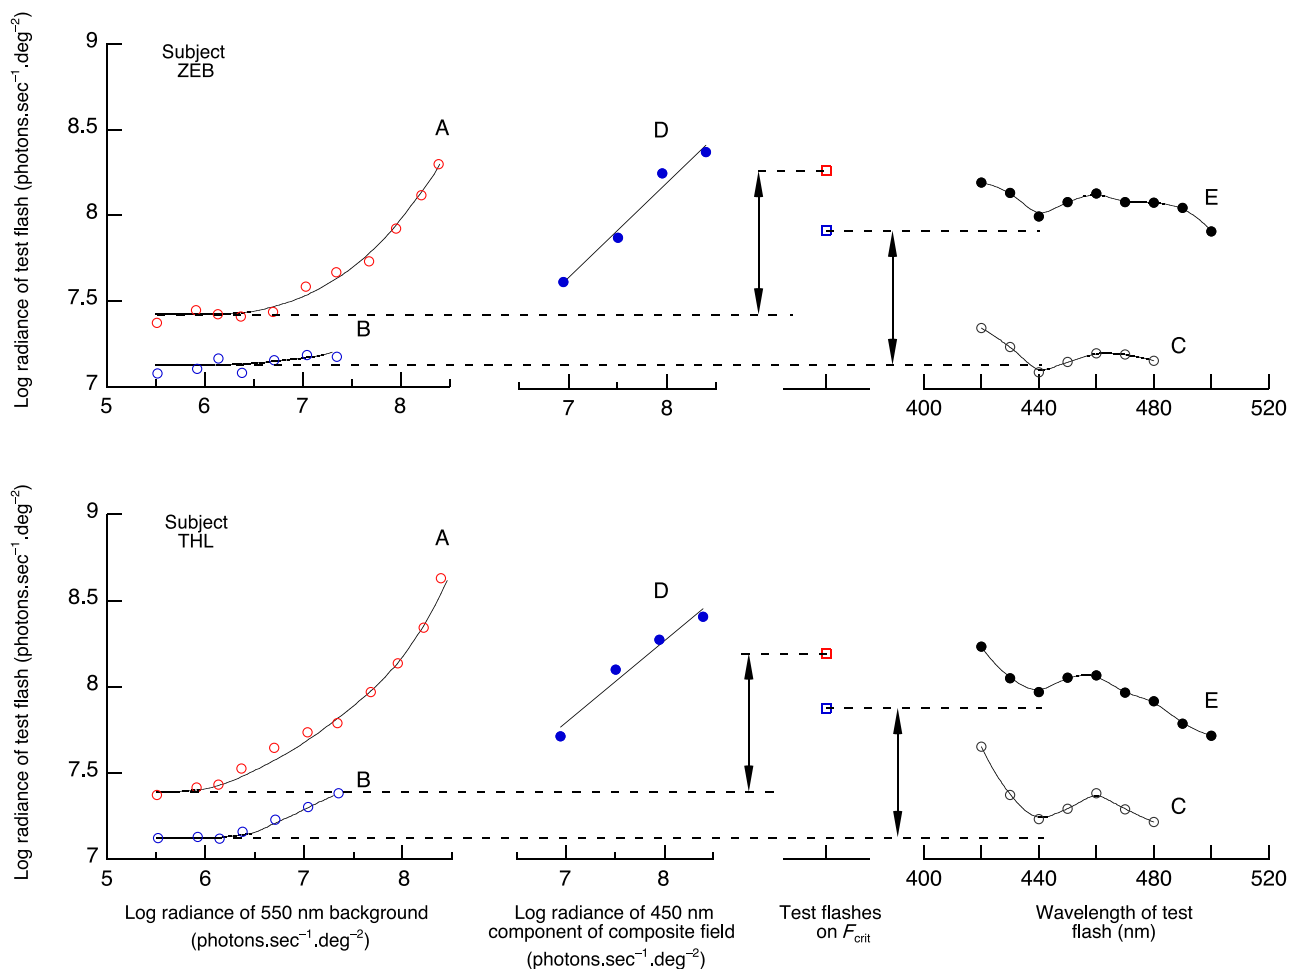 Log radiance of test flash (photons.sec⁻¹.deg⁻²)
9
8.5
8
7.5
7
Subject
ZEB
A
B
D
E
C
5
6
7
8
7
8
400
440
480
520
Log radiance of test flash (photons.sec⁻¹.deg⁻²)
9
8.5
8
7.5
7
Subject
THL
A
B
D
E
C
5
6
7
8
7
8
400
440
480
520
Log radiance of 550 nm background
(photons.sec⁻¹.deg⁻²)
Log radiance of 450 nm
component of composite field
(photons.sec⁻¹.deg⁻²)
Test flashes
on F_crit
Wavelength of test
flash (nm)